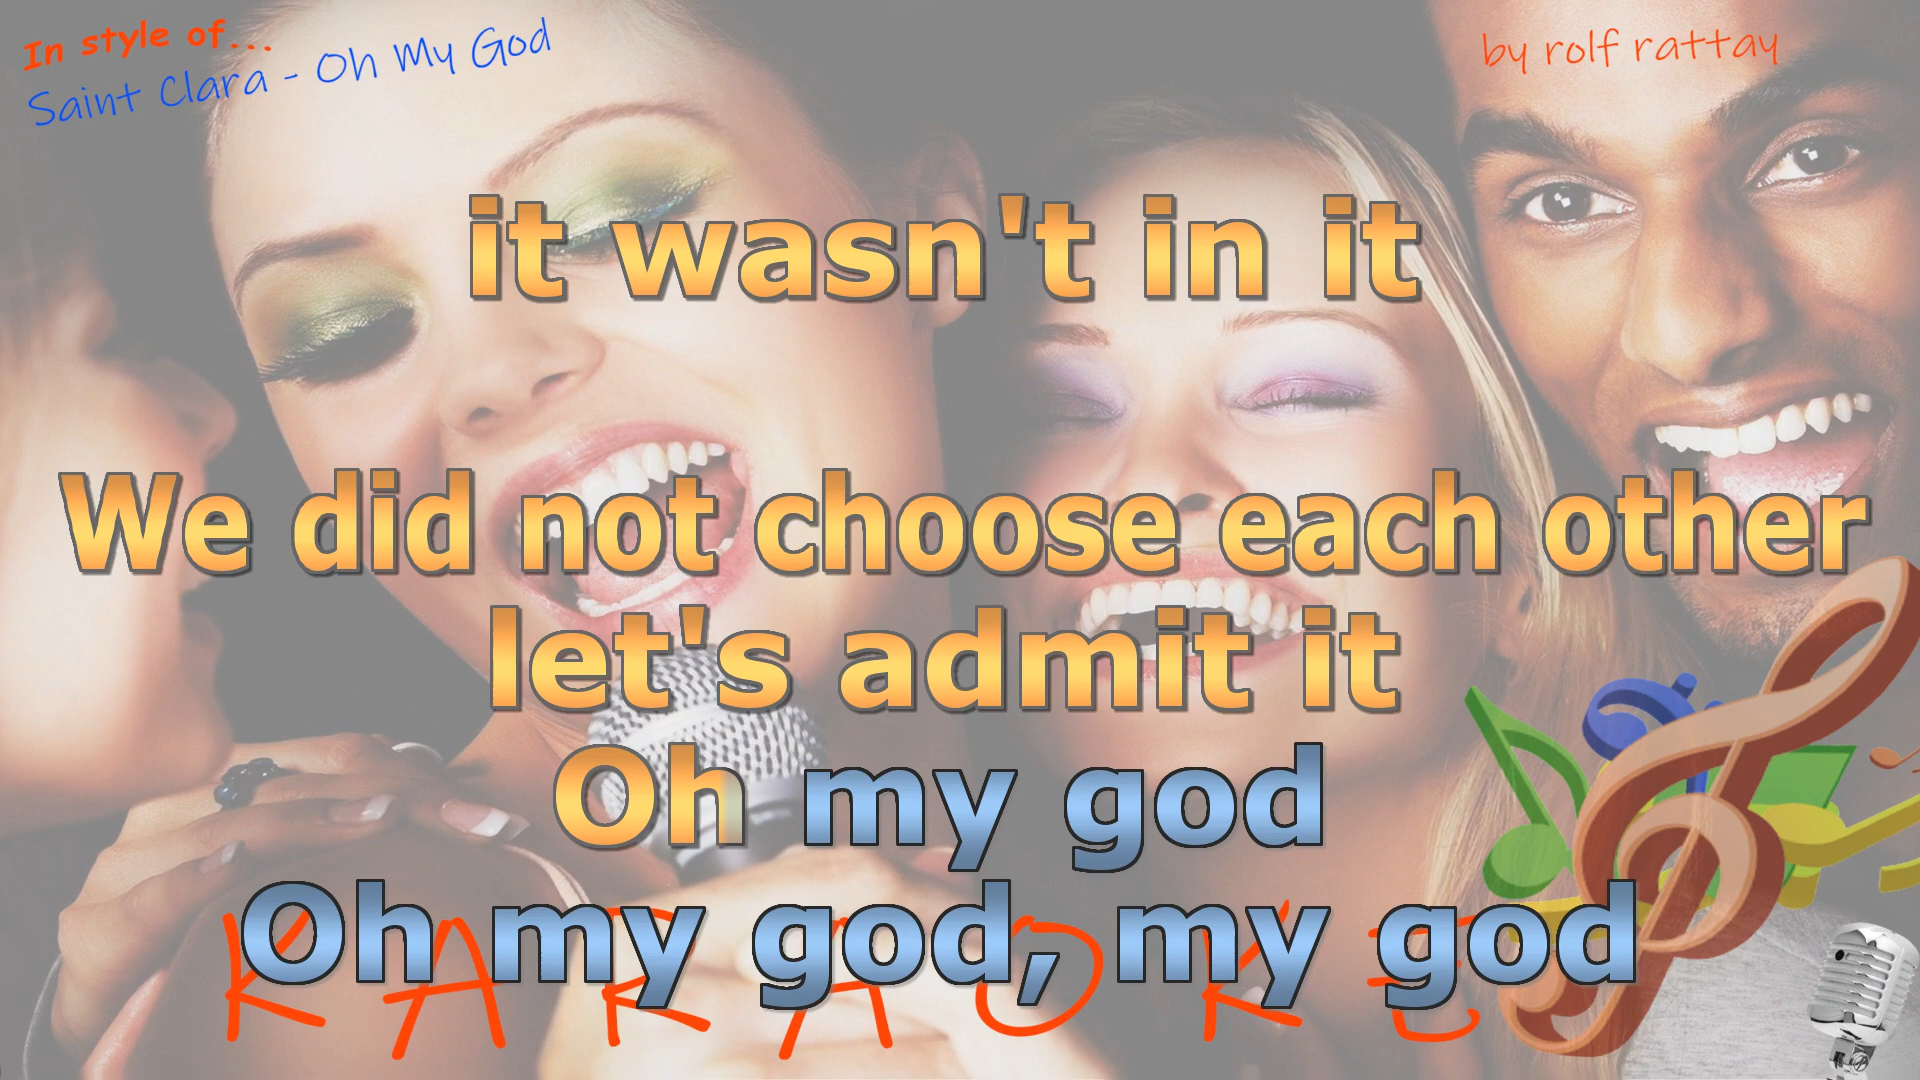 In style of...
Saint Clara - Oh My God
by rolf rattay
it wasn't in it
We did not choose each other
let's admit it
Oh my god
Oh my god, my god
KARAOKE